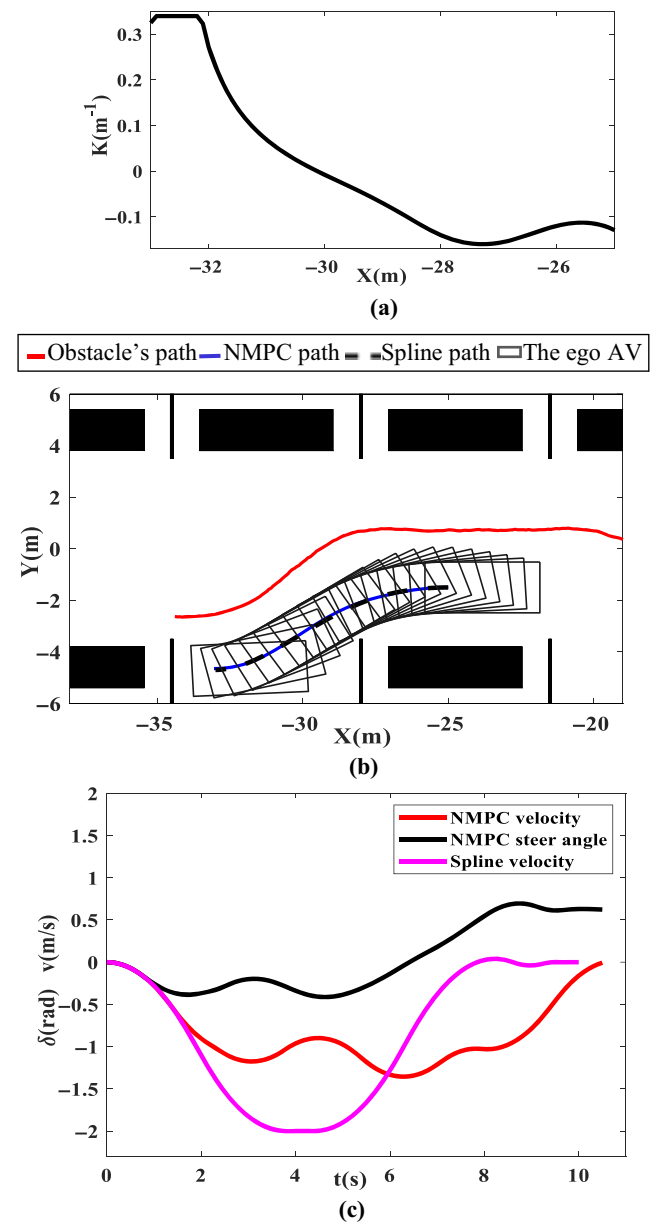 0.3
0.2
0.1
0
−0.1
K(m⁻¹)
−32 −30 −28 −26
X(m)
(a)
Obstacle's path NMPC path Spline path The ego AV
6
4
2
0
−2
−4
−6
Y(m)
−35 −30 −25 −20
X(m)
(b)
2
1.5
1
0.5
0
−0.5
−1
−1.5
−2
δ(rad) v(m/s)
NMPC velocity
NMPC steer angle
Spline velocity
0 2 4 6 8 10
t(s)
(c)